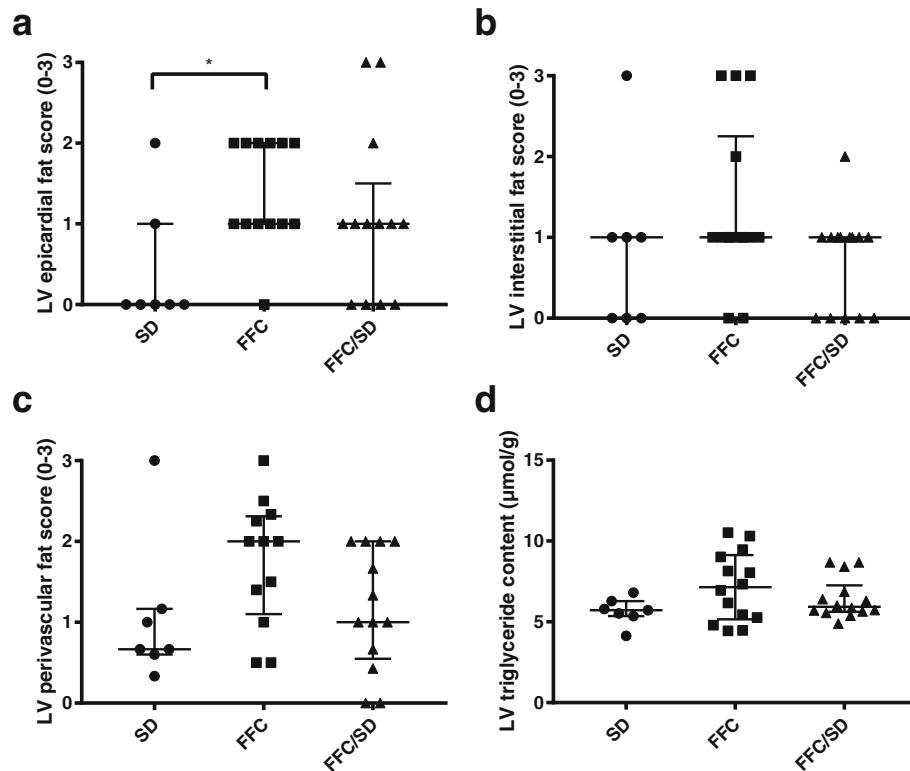 a
LV epicardial fat score (0-3)
3
2
1
0
*
SD
FFC
FFC/SD
b
LV interstitial fat score (0-3)
3
2
1
0
SD
FFC
FFC/SD
c
LV perivascular fat score (0-3)
3
2
1
0
SD
FFC
FFC/SD
d
LV triglyceride content (µmol/g)
15
10
5
0
SD
FFC
FFC/SD